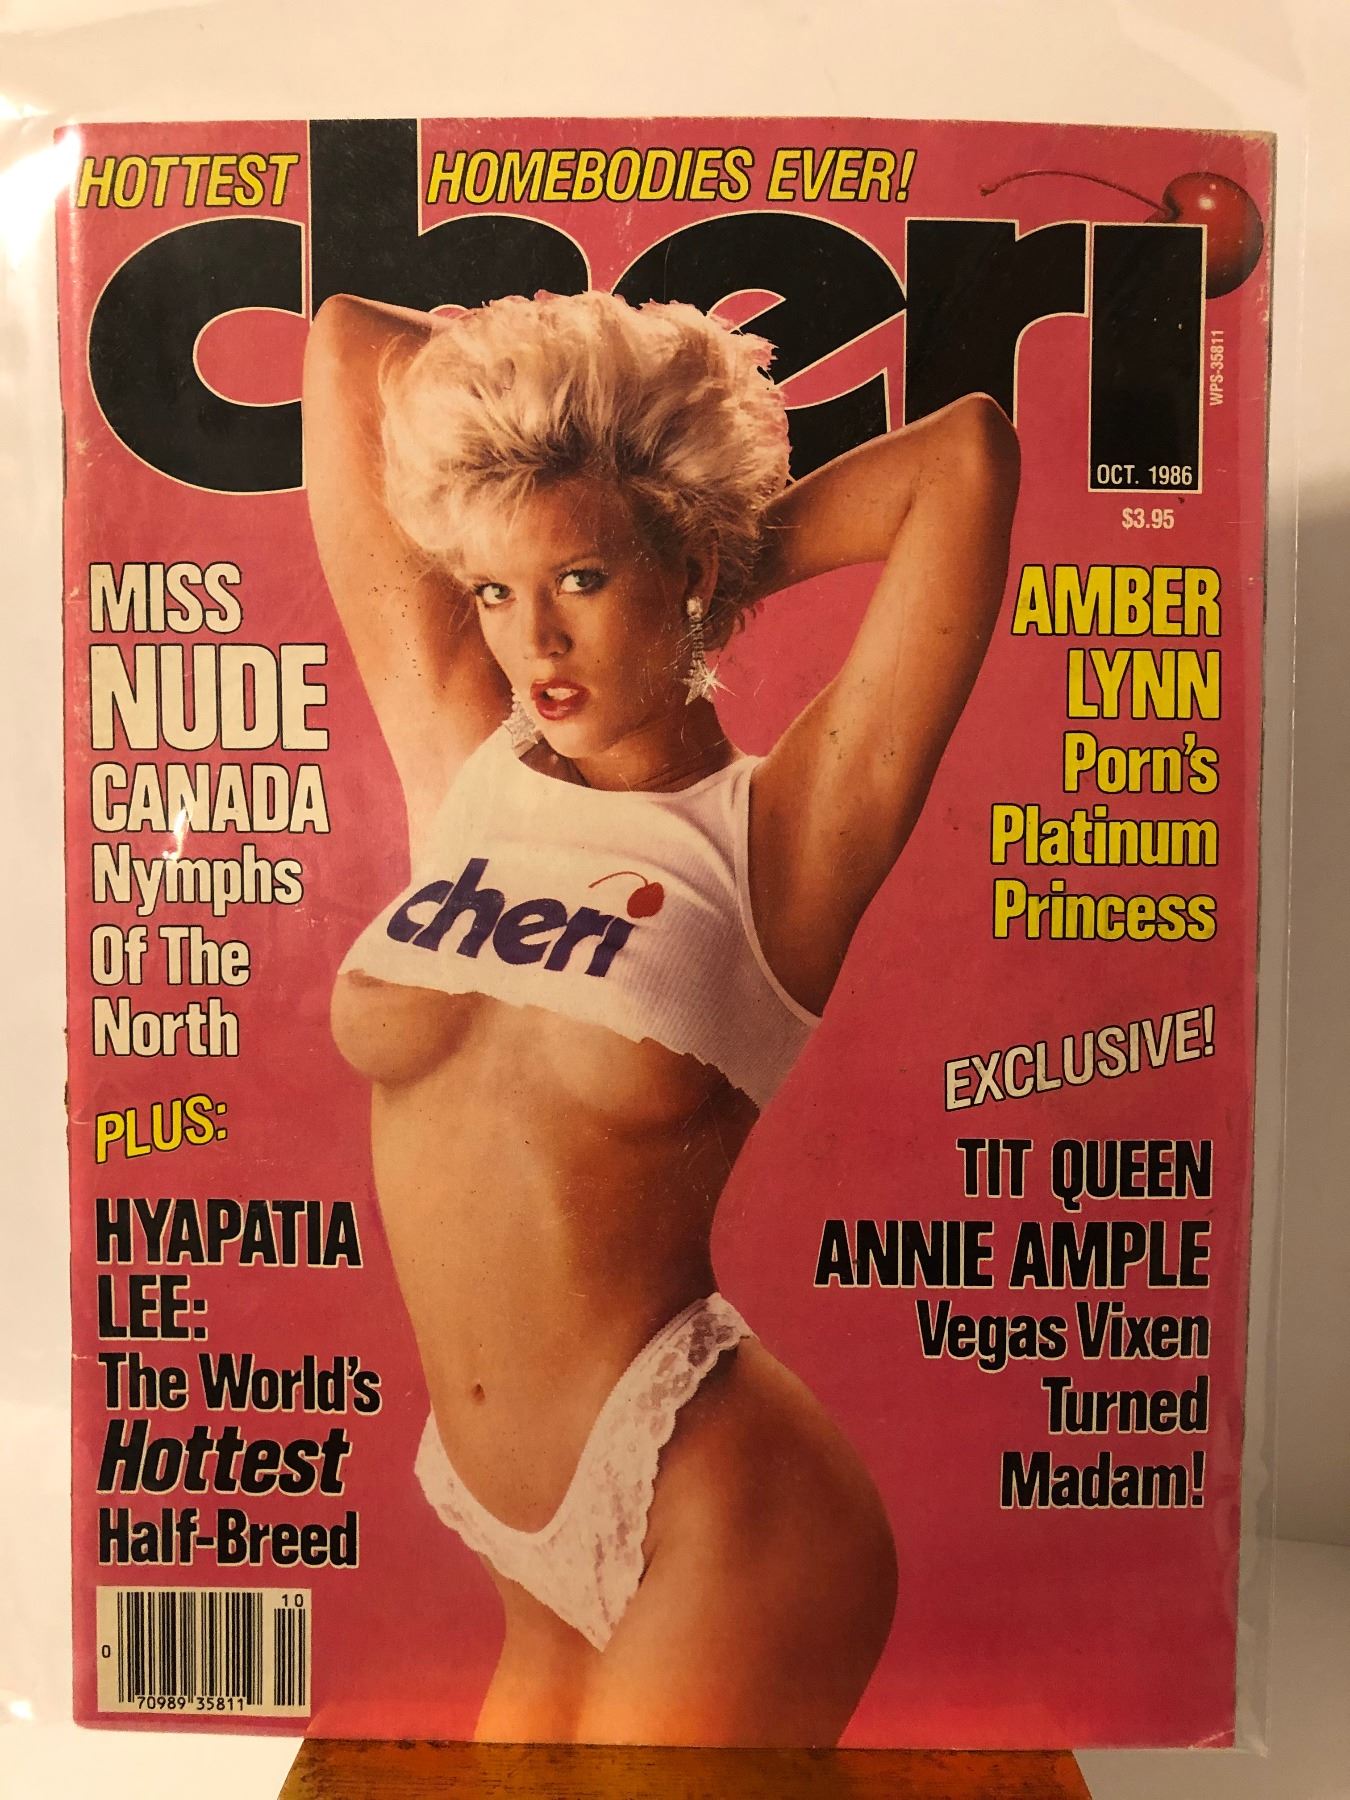 HOTTEST HOMEBODIES EVER!
cheri
WPS-35811
OCT. 1986
$3.95
MISS
NUDE
CANADA
Nymphs
Of The
North
PLUS:
HYAPATIA
LEE:
The World's
Hottest
Half-Breed
AMBER
LYNN
Porn's
Platinum
Princess
EXCLUSIVE!
TIT QUEEN
ANNIE AMPLE
Vegas Vixen
Turned
Madam!
cheri
10
0
70989 35811